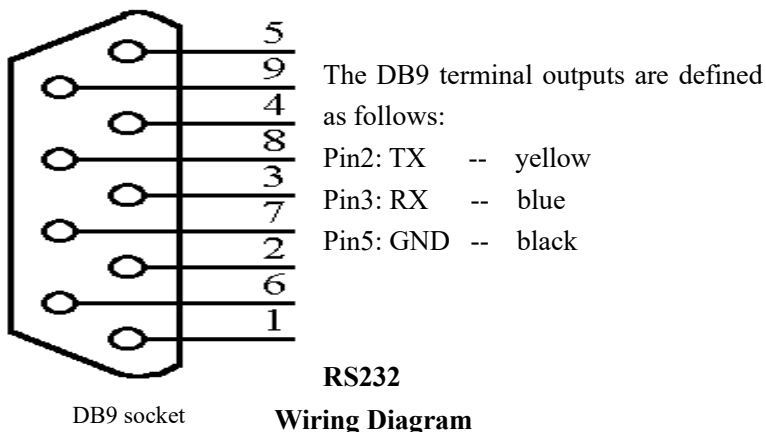 5
9
4
8
3
7
2
6
1
The DB9 terminal outputs are defined
as follows:
Pin2: TX -- yellow
Pin3: RX -- blue
Pin5: GND -- black
RS232
DB9 socket
Wiring Diagram